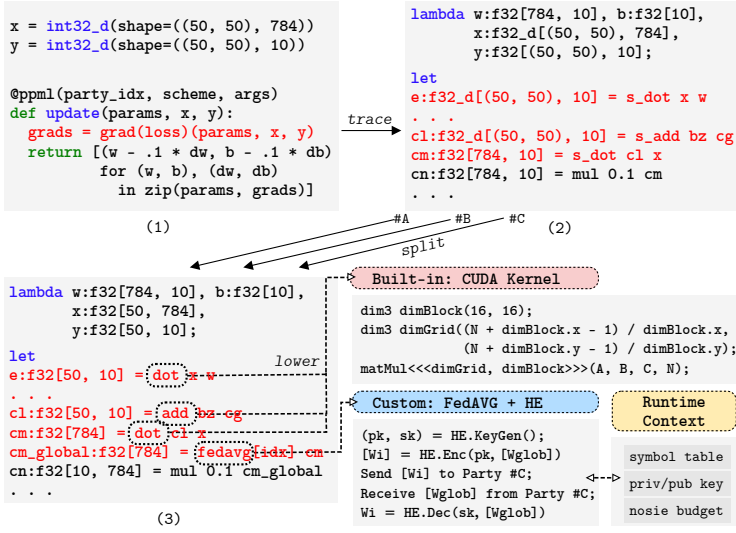 x = int32_d(shape=((50, 50), 784))
y = int32_d(shape=((50, 50), 10))
@ppml(party_idx, scheme, args)
def update(params, x, y):
grads = grad(loss)(params, x, y)
return [(w - .1 * dw, b - .1 * db)
for (w, b), (dw, db)
in zip(params, grads)]
(1)
trace
lambda w:f32[784, 10], b:f32[10],
x:f32_d[(50, 50), 784],
y:f32[(50, 50), 10];
let
e:f32_d[(50, 50), 10] = s_dot x w
. . .
cl:f32_d[(50, 50), 10] = s_add bz cg
cm:f32[784, 10] = s_dot cl x
cn:f32[784, 10] = mul 0.1 cm
. . .
(2)
#A #B #C
split
lambda w:f32[784, 10], b:f32[10],
x:f32[50, 784],
y:f32[50, 10];
let
e:f32[50, 10] = dot x w
. . .
cl:f32[50, 10] = add bz cg
cm:f32[784] = dot cl x
cm_global:f32[784] = fedavg[idx] cm
cn:f32[10, 784] = mul 0.1 cm_global
. . .
(3)
lower
Built-in: CUDA Kernel
dim3 dimBlock(16, 16);
dim3 dimGrid((N + dimBlock.x - 1) / dimBlock.x,
(N + dimBlock.y - 1) / dimBlock.y);
matMul<<<dimGrid, dimBlock>>>(A, B, C, N);
Custom: FedAVG + HE
(pk, sk) = HE.KeyGen();
[Wi] = HE.Enc(pk, [Wglob])
Send [Wi] to Party #C;
Receive [Wglob] from Party #C;
Wi = HE.Dec(sk, [Wglob])
Runtime
Context
symbol table
priv/pub key
nosie budget